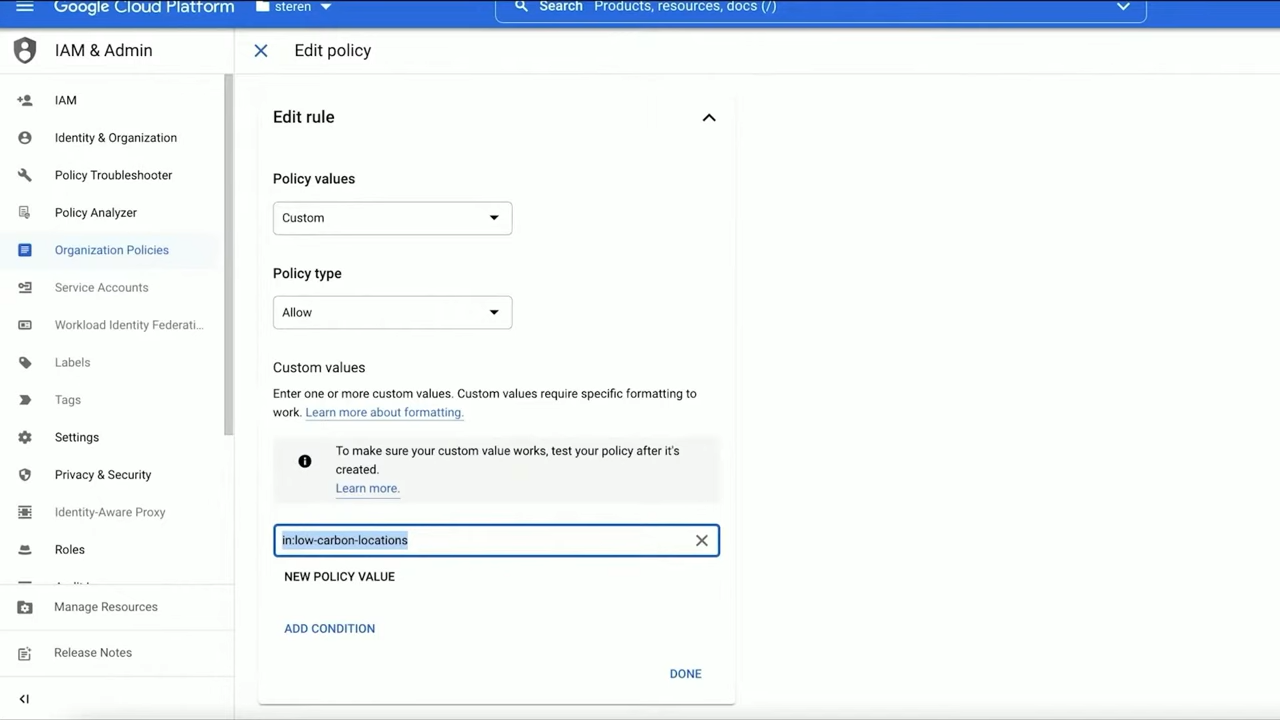 Google Cloud Platform
steren
Search Products, resources, docs (/)
IAM & Admin
Edit policy
IAM
Identity & Organization
Policy Troubleshooter
Policy Analyzer
Organization Policies
Service Accounts
Workload Identity Federati...
Labels
Tags
Settings
Privacy & Security
Identity-Aware Proxy
Roles
Manage Resources
Release Notes
Edit rule
Policy values
Custom
Policy type
Allow
Custom values
Enter one or more custom values. Custom values require specific formatting to
work. Learn more about formatting.
To make sure your custom value works, test your policy after it's
created.
Learn more.
in:low-carbon-locations
NEW POLICY VALUE
ADD CONDITION
DONE